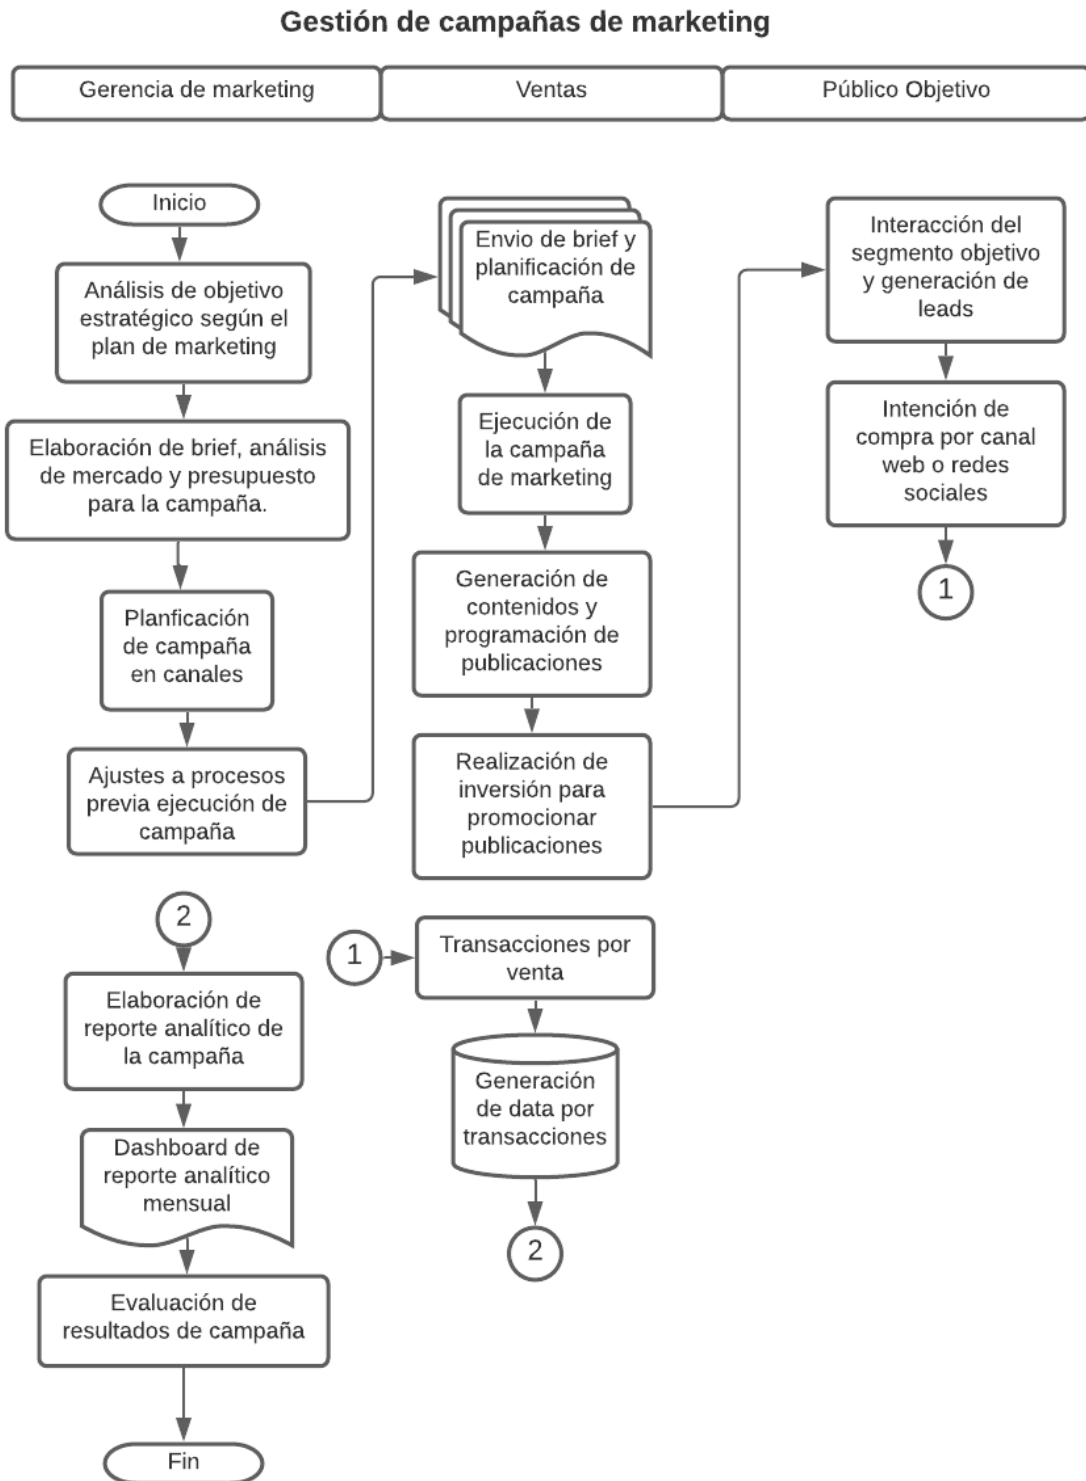 Gestión de campañas de marketing
Gerencia de marketing
Ventas
Público Objetivo
Inicio
Análisis de objetivo
estratégico según el
plan de marketing
Elaboración de brief, análisis
de mercado y presupuesto
para la campaña.
Planficación
de campaña
en canales
Ajustes a procesos
previa ejecución de
campaña
Envio de brief y
planificación de
campaña
Ejecución de
la campaña
de marketing
Generación de
contenidos y
programación de
publicaciones
Realización de
inversión para
promocionar
publicaciones
Interacción del
segmento objetivo
y generación de
leads
Intención de
compra por canal
web o redes
sociales
1
1
Transacciones por
venta
Generación
de data por
transacciones
2
2
Elaboración de
reporte analítico de
la campaña
Dashboard de
reporte analítico
mensual
Evaluación de
resultados de campaña
Fin